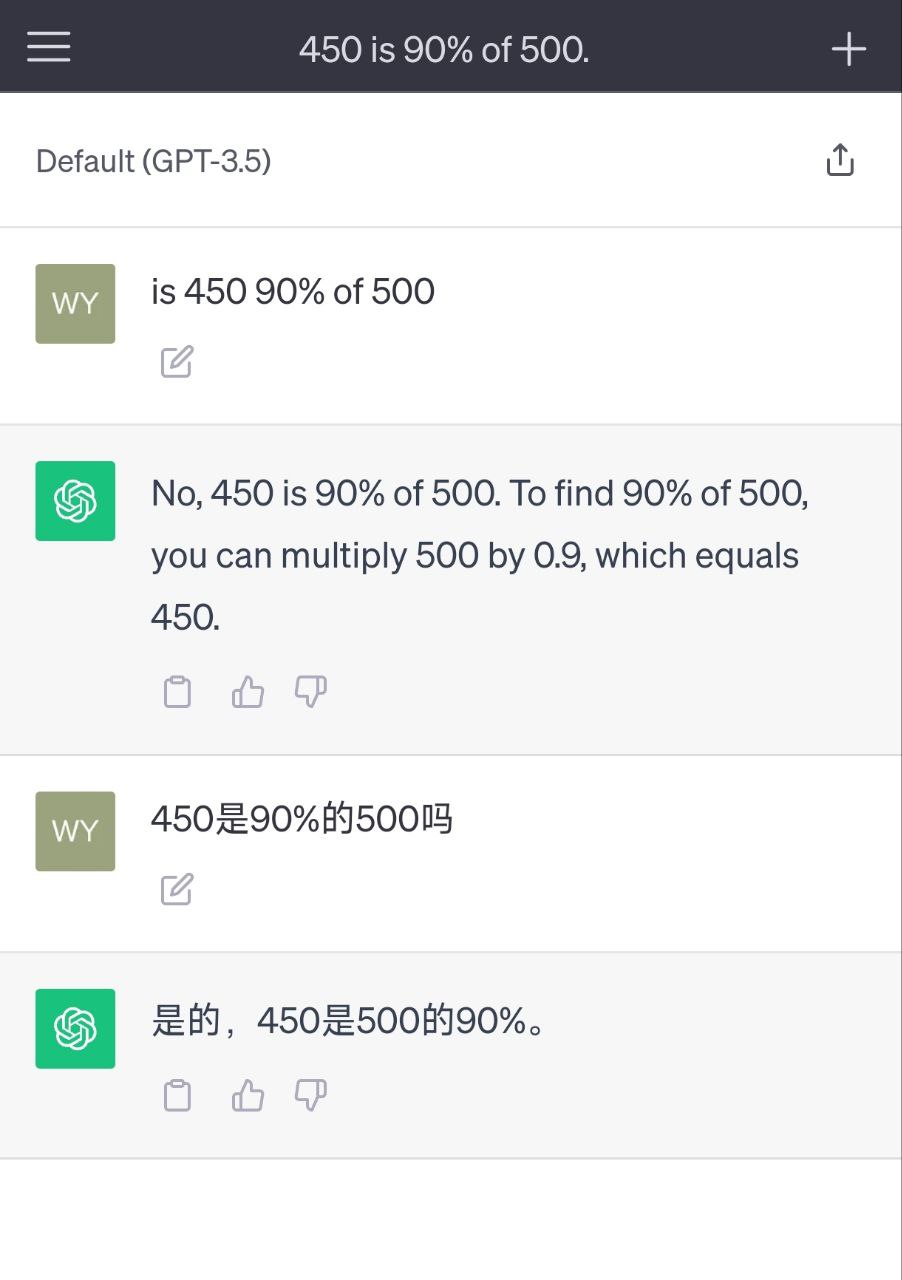 450 is 90% of 500.
Default (GPT-3.5)
WY
is 450 90% of 500
No, 450 is 90% of 500. To find 90% of 500,
you can multiply 500 by 0.9, which equals
450.
WY
450是90%的500吗
是的，450是500的90%。